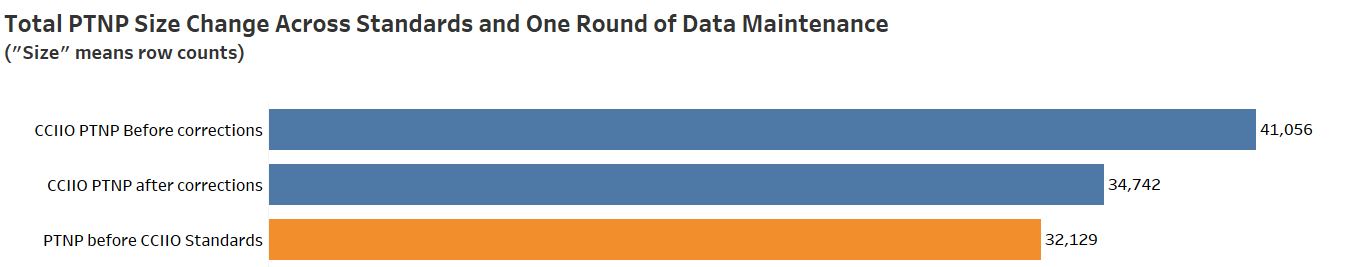 Total PTNP Size Change Across Standards and One Round of Data Maintenance
("Size" means row counts)
CCIIO PTNP Before corrections 41,056
CCIIO PTNP after corrections 34,742
PTNP before CCIIO Standards 32,129